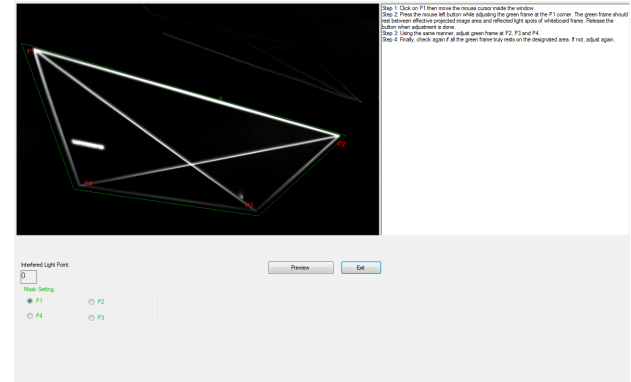 Step 1: Click on P1 then move the mouse cursor inside the window.
Step 2: Press the mouse left button while adjusting the green frame at the P1 corner. The green frame should
rest between effective projected image area and reflected light spots of whiteboard frame. Release the
button when adjustment is done.
Step 3: Using the same manner, adjust green frame at P2, P3 and P4.
Step 4: Finally, check again if all the green frame truly rests on the designated area. If not, adjust again.
P1
P2
P4
P3
Interfered Light Point:
0
Preview
Exit
Mask Setting
P1
P2
P4
P3